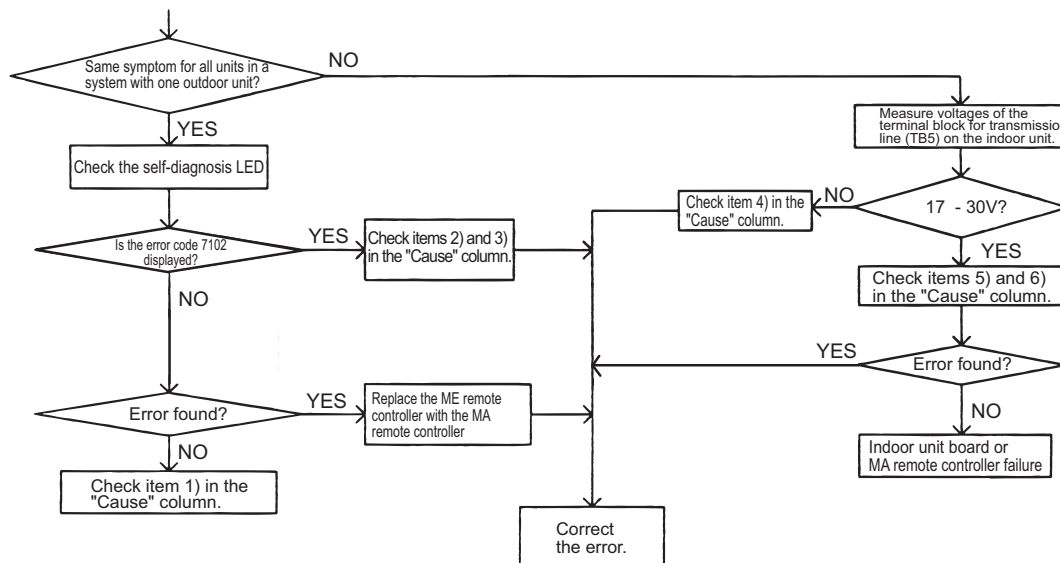 NO
Same symptom for all units in a
system with one outdoor unit?
Measure voltages of the
terminal block for transmissio
line (TB5) on the indoor unit.
YES
Check the self-diagnosis LED
NO
Check item 4) in the
"Cause" column.
17 - 30V?
YES
Is the error code 7102
displayed?
Check items 2) and 3)
in the "Cause" column.
YES
Check items 5) and 6)
in the "Cause" column.
NO
YES
Error found?
Error found?
YES
Replace the ME remote
controller with the MA
remote controller
NO
NO
Indoor unit board or
MA remote controller failure
Check item 1) in the
"Cause" column.
Correct
the error.